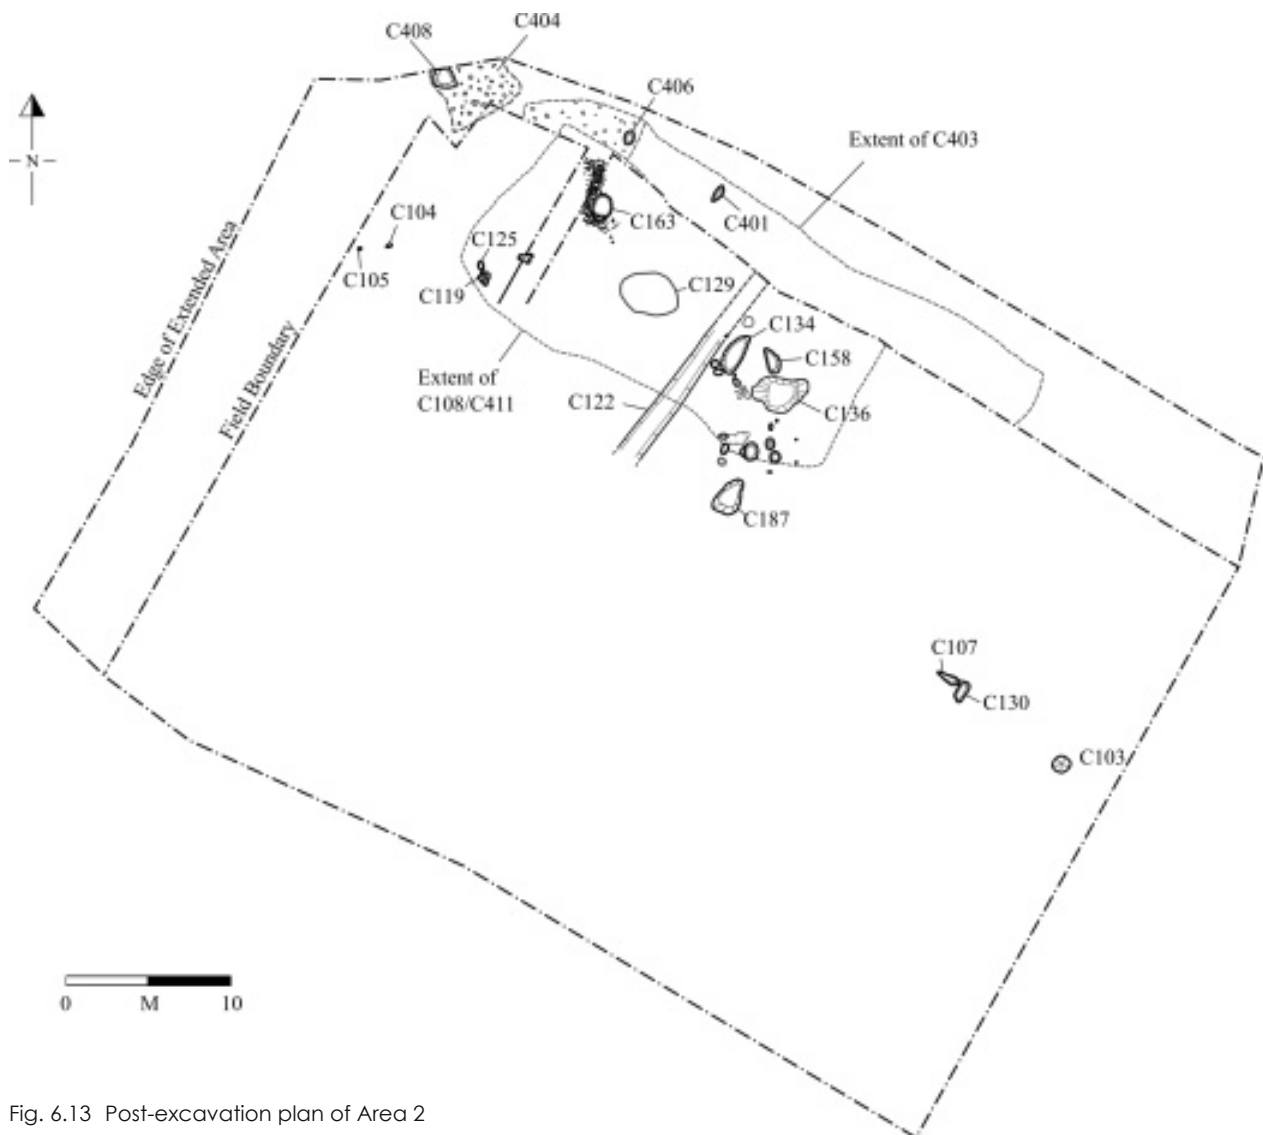 C404
C408
C406
Extent of C403
N
C163
C401
C104
C125
C105
C119
C129
Edge of Extended Area
C134
C158
Extent of
C108/C411
C122
C136
Field Boundary
C187
C107
C130
C103
0 M 10
Fig. 6.13 Post-excavation plan of Area 2